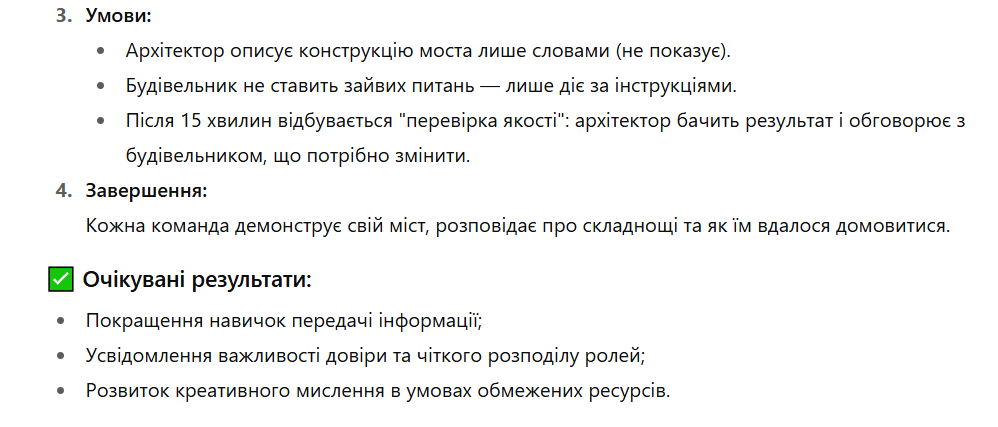 3. Умови:
• Архітектор описує конструкцію моста лише словами (не показує).
• Будівельник не ставить зайвих питань — лише діє за інструкціями.
• Після 15 хвилин відбувається "перевірка якості": архітектор бачить результат і обговорює з
будівельником, що потрібно змінити.
4. Завершення:
Кожна команда демонструє свій міст, розповідає про складнощі та як їм вдалося домовитися.
✅ Очікувані результати:
• Покращення навичок передачі інформації;
• Усвідомлення важливості довіри та чіткого розподілу ролей;
• Розвиток креативного мислення в умовах обмежених ресурсів.